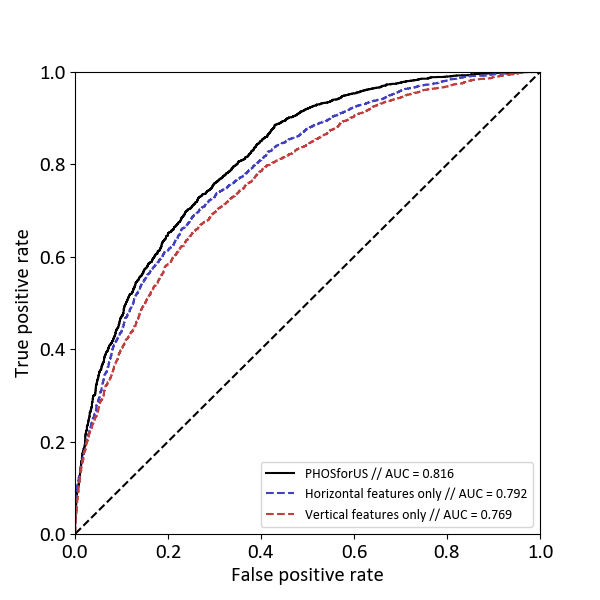 1.0
0.8
0.6
0.4
0.2
0.0
True positive rate
PHOSforUS // AUC = 0.816
Horizontal features only // AUC = 0.792
Vertical features only // AUC = 0.769
0.0 0.2 0.4 0.6 0.8 1.0
False positive rate